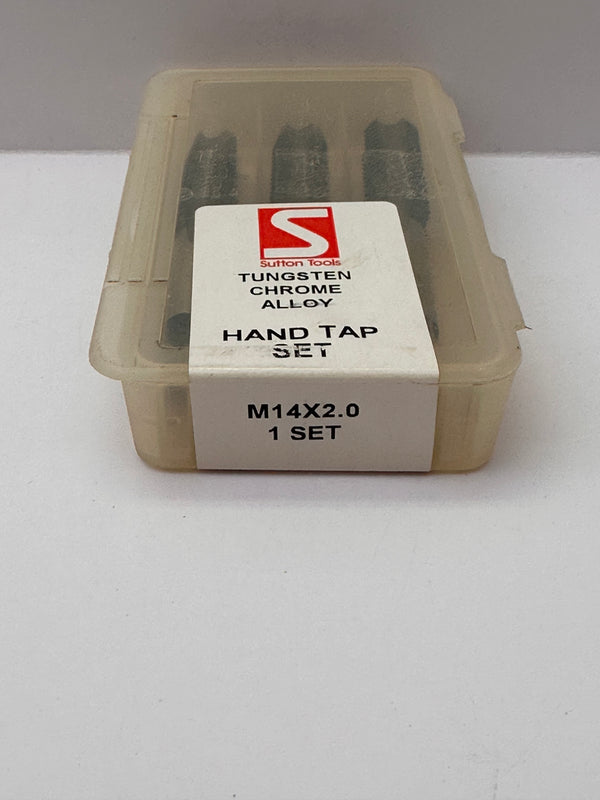 S
Sutton Tools
TUNGSTEN
CHROME
ALLOY
HAND TAP
SET
M14X2.0
1 SET